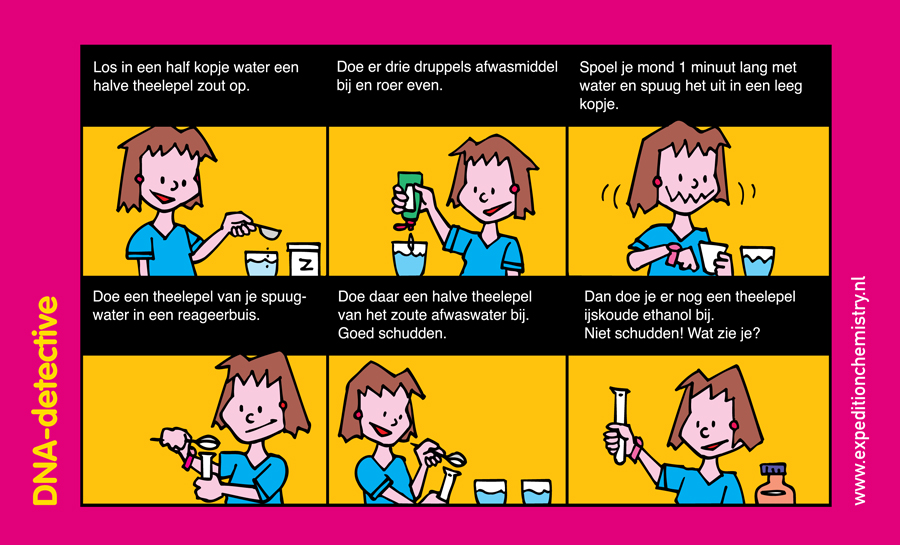 Los in een half kopje water een
halve theelepel zout op.
Doe er drie druppels afwasmiddel
bij en roer even.
Spoel je mond 1 minuut lang met
water en spuug het uit in een leeg
kopje.
N
Doe een theelepel van je spuug-
water in een reageerbuis.
Doe daar een halve theelepel
van het zoute afwaswater bij.
Goed schudden.
Dan doe je er nog een theelepel
ijskoude ethanol bij.
Niet schudden! Wat zie je?
DNA-detective
www.expeditionchemistry.nl